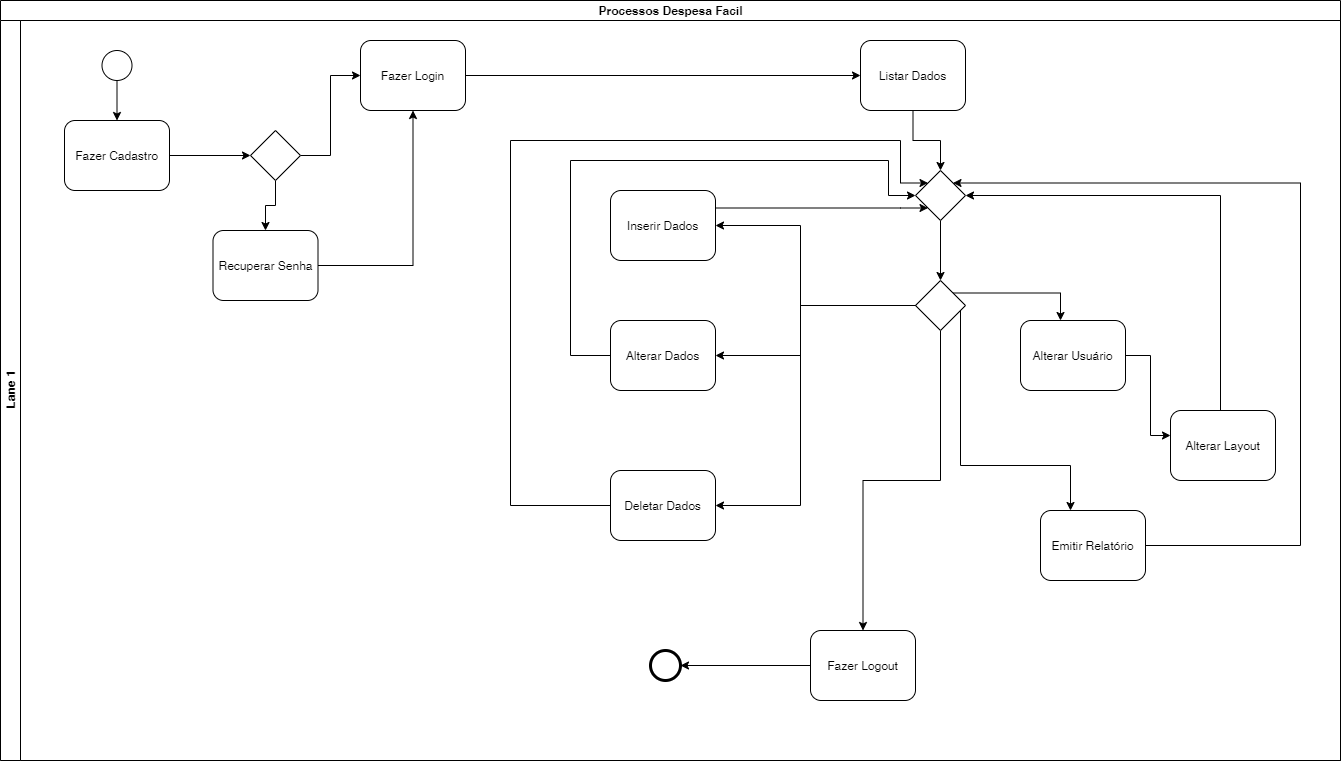 Processos Despesa Facil
Lane 1
Fazer Login
Listar Dados
Fazer Cadastro
Inserir Dados
Recuperar Senha
Alterar Dados
Alterar Usuário
Alterar Layout
Deletar Dados
Emitir Relatório
Fazer Logout